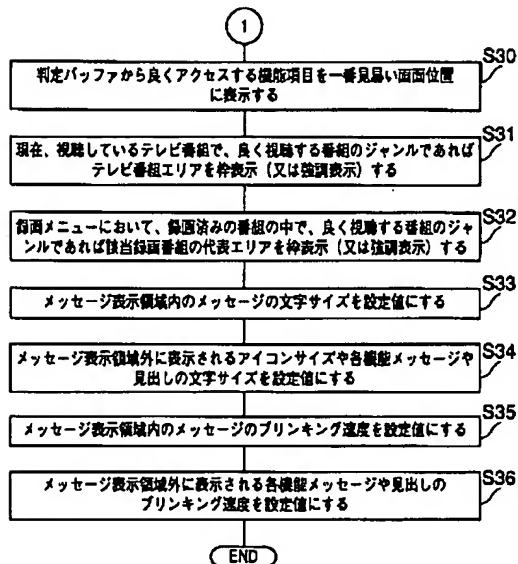 1
S30
判定バッファから良くアクセスする機能項目を一番見易い画面位置
に表示する
S31
現在、視聴しているテレビ番組で、良く視聴する番組のジャンルであれば
テレビ番組エリアを枠表示（又は強調表示）する
S32
録画メニューにおいて、録画済みの番組の中で、良く視聴する番組のジャ
ンルであれば該当録画番組の代表エリアを枠表示（又は強調表示）する
S33
メッセージ表示領域内のメッセージの文字サイズを設定値にする
S34
メッセージ表示領域外に表示されるアイコンサイズや各機能メッセージや
見出しの文字サイズを設定値にする
S35
メッセージ表示領域内のメッセージのブリンキング速度を設定値にする
S36
メッセージ表示領域外に表示される各機能メッセージや見出しの
ブリンキング速度を設定値にする
END